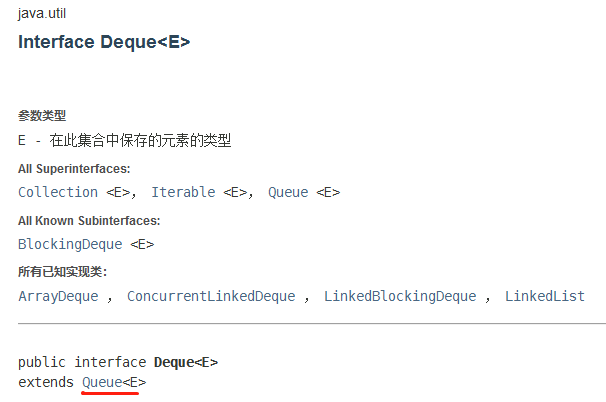 java.util
Interface Deque<E>
参数类型
E - 在此集合中保存的元素的类型
All Superinterfaces:
Collection <E>, Iterable <E>, Queue <E>
All Known Subinterfaces:
BlockingDeque <E>
所有已知实现类:
ArrayDeque , ConcurrentLinkedDeque , LinkedBlockingDeque , LinkedList
public interface Deque<E>
extends Queue<E>